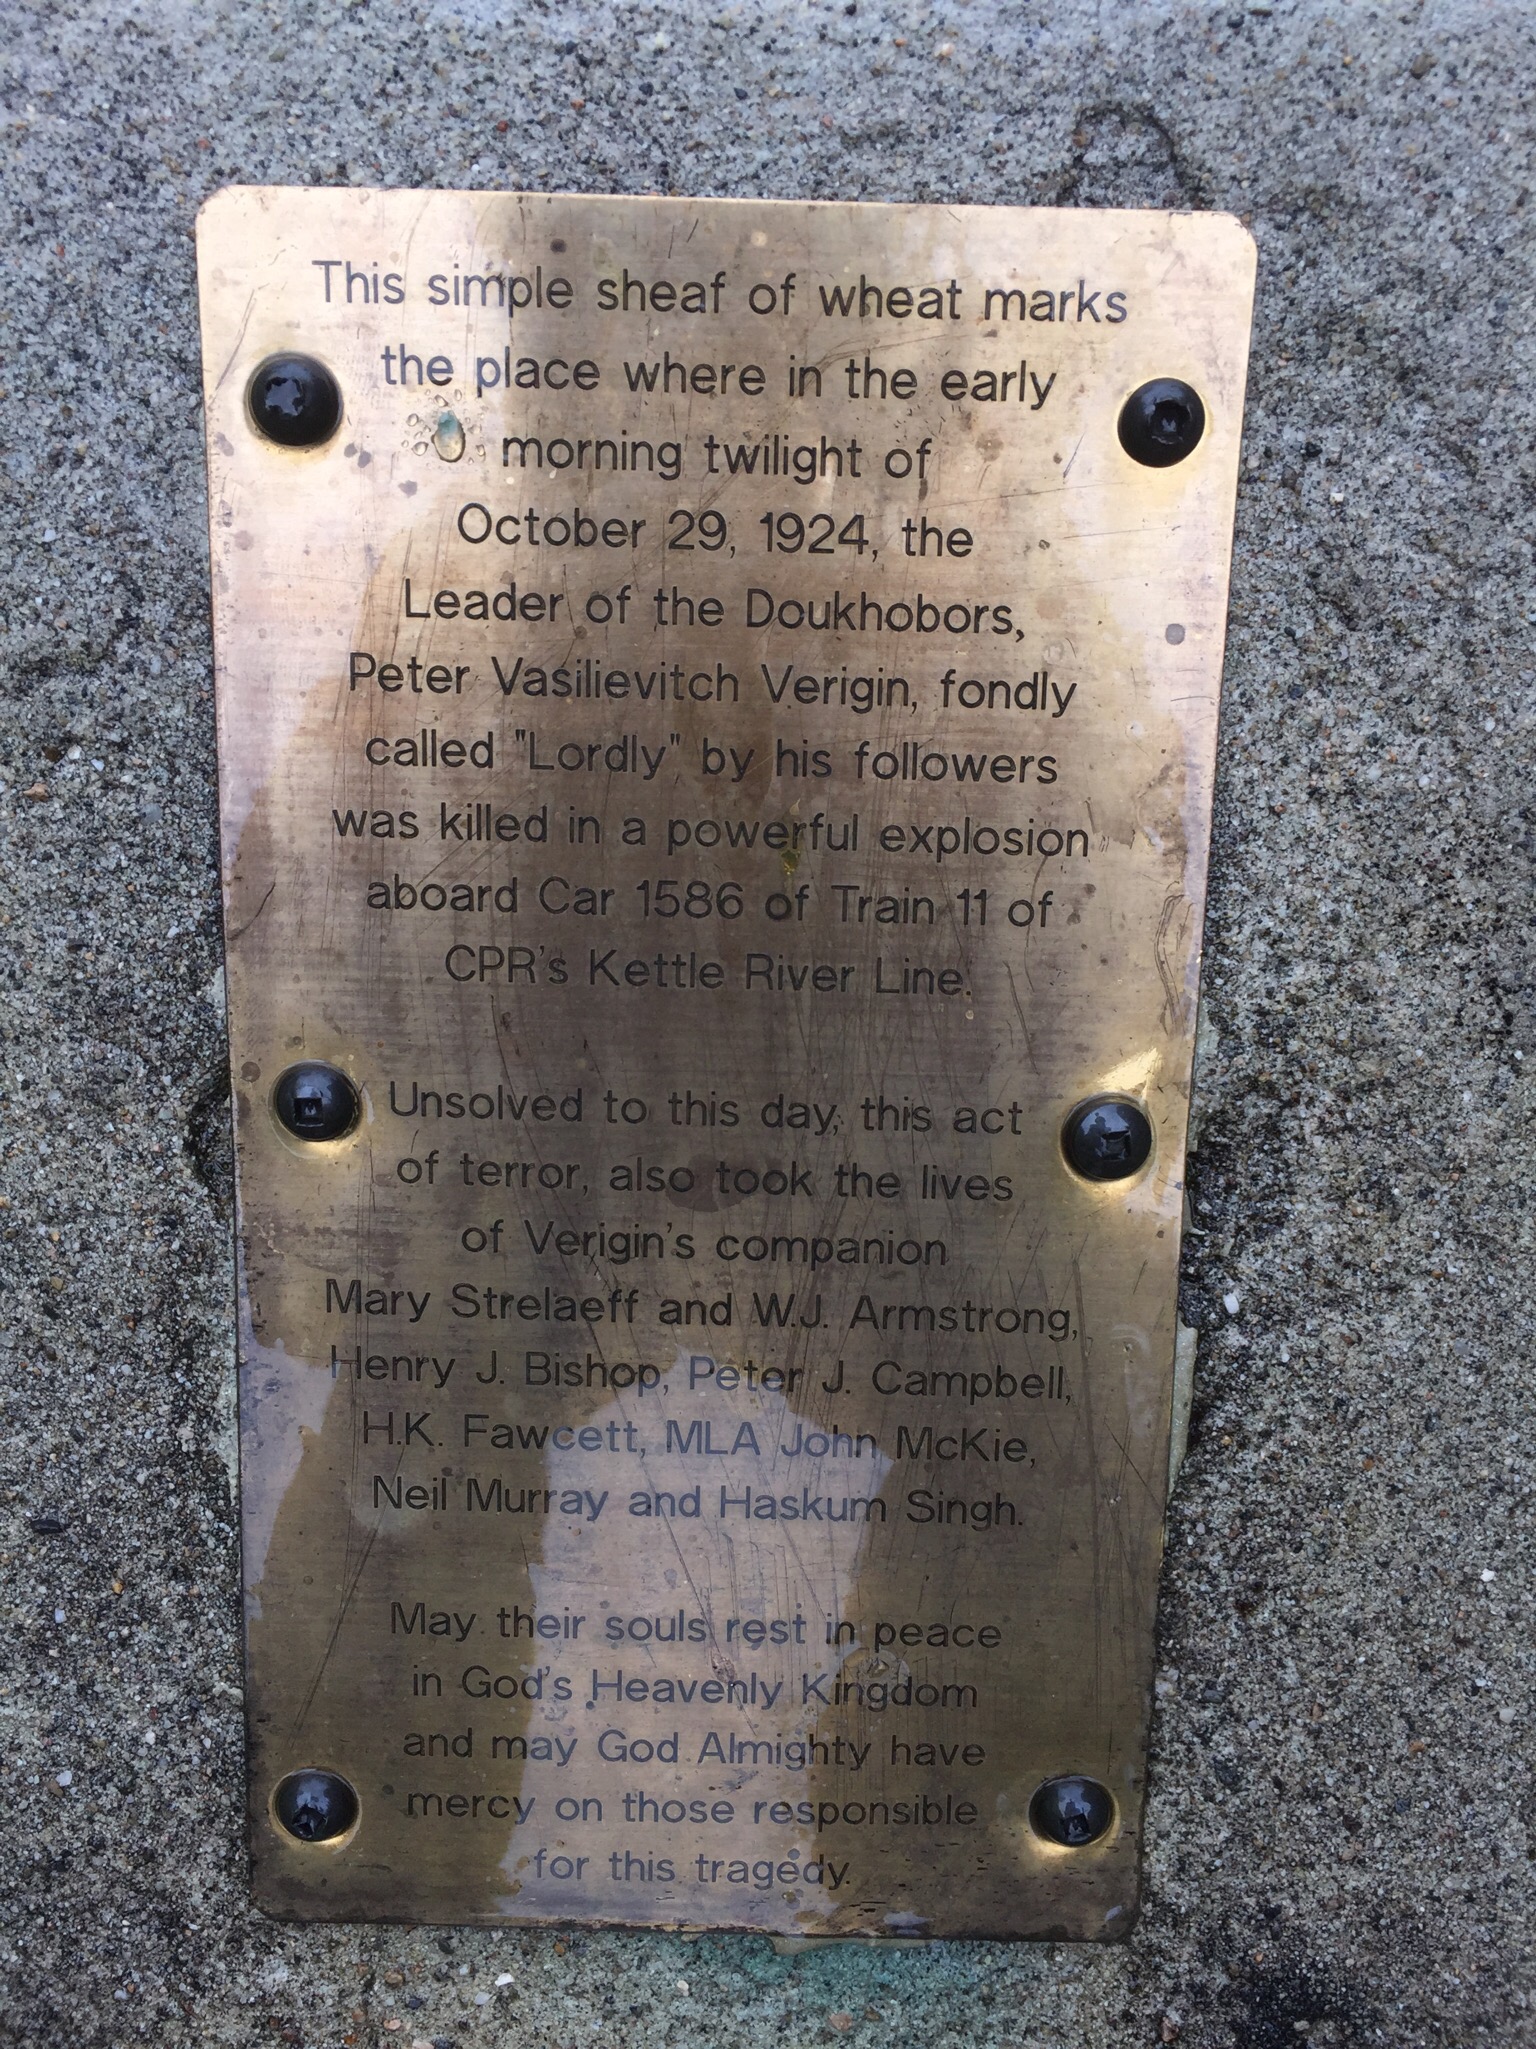 This simple sheaf of wheat marks
the place where in the early
morning twilight of
October 29, 1924, the
Leader of the Doukhobors,
Peter Vasilievitch Verigin, fondly
called "Lordly" by his followers
was killed in a powerful explosion
aboard Car 1586 of Train 11 of
CPR's Kettle River Line.
Unsolved to this day, this act
of terror, also took the lives
of Verigin's companion
Mary Strelaeff and W.J. Armstrong,
Henry J. Bishop, Peter J. Campbell,
H.K. Fawcett, MLA John McKie,
Neil Murray and Haskum Singh.
May their souls rest in peace
in God's Heavenly Kingdom
and may God Almighty have
mercy on those responsible
for this tragedy.